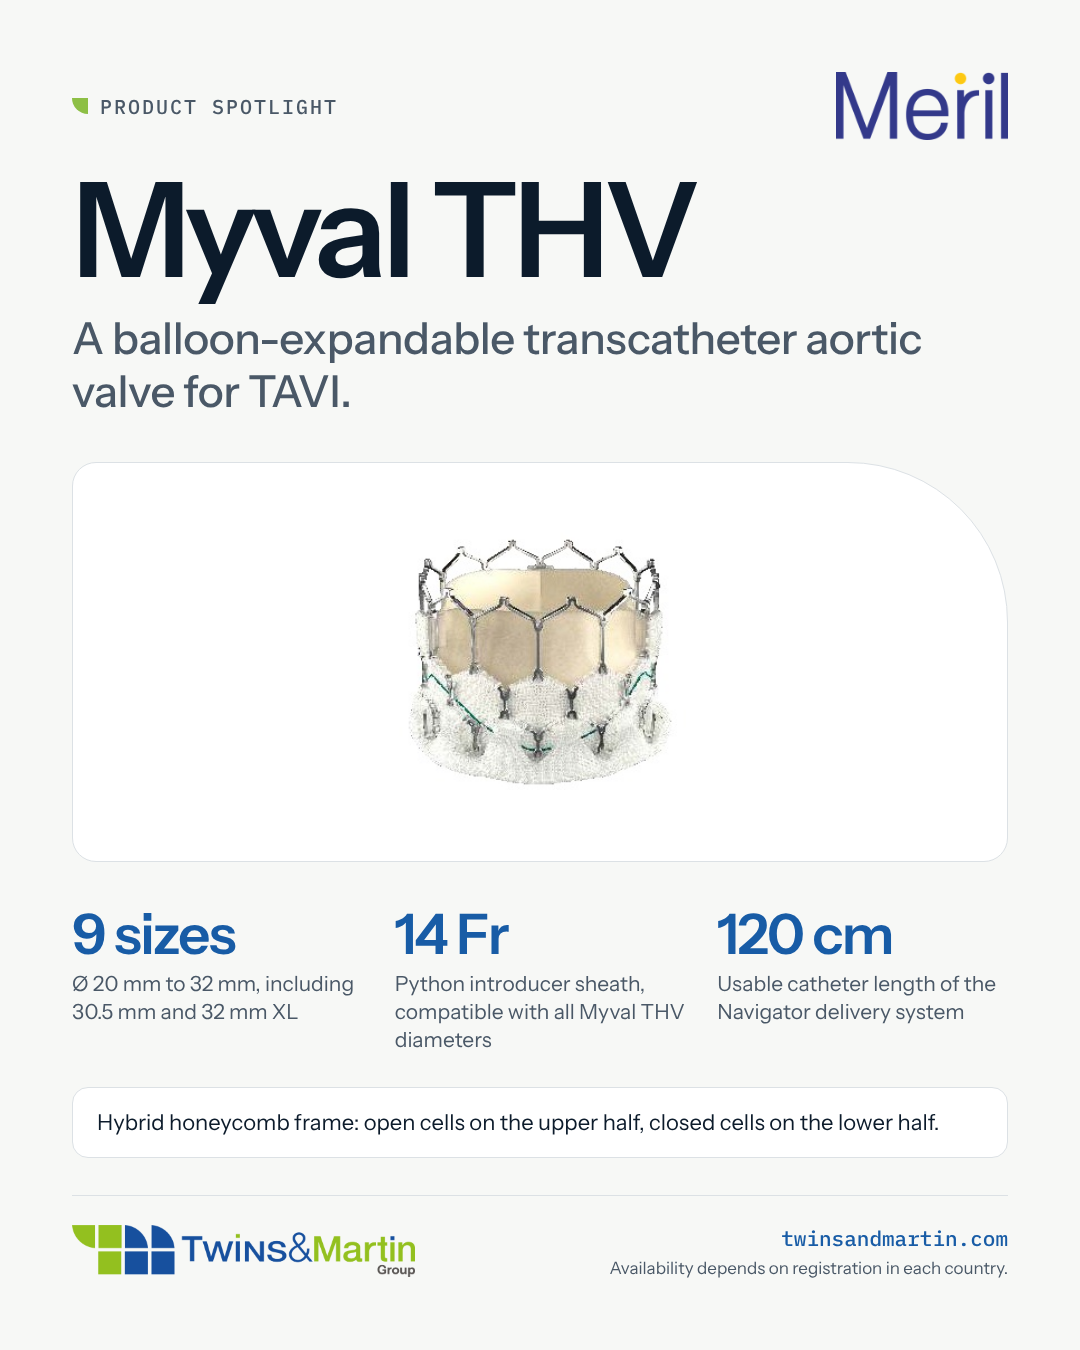 PRODUCT SPOTLIGHT
Meril
Myval THV
A balloon-expandable transcatheter aortic
valve for TAVI.
9 sizes
Ø 20 mm to 32 mm, including
30.5 mm and 32 mm XL
14 Fr
Python introducer sheath,
compatible with all Myval THV
diameters
120 cm
Usable catheter length of the
Navigator delivery system
Hybrid honeycomb frame: open cells on the upper half, closed cells on the lower half.
Twins&Martin
Group
twinsandmartin.com
Availability depends on registration in each country.